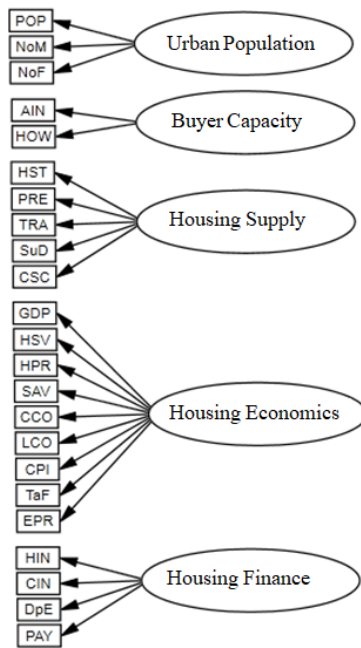 POP
NoM
NoF
Urban Population
AIN
HOW
Buyer Capacity
HST
PRE
TRA
SuD
CSC
Housing Supply
GDP
HSV
HPR
SAV
CCO
LCO
CPI
TaF
EPR
Housing Economics
HIN
CIN
DpE
PAY
Housing Finance